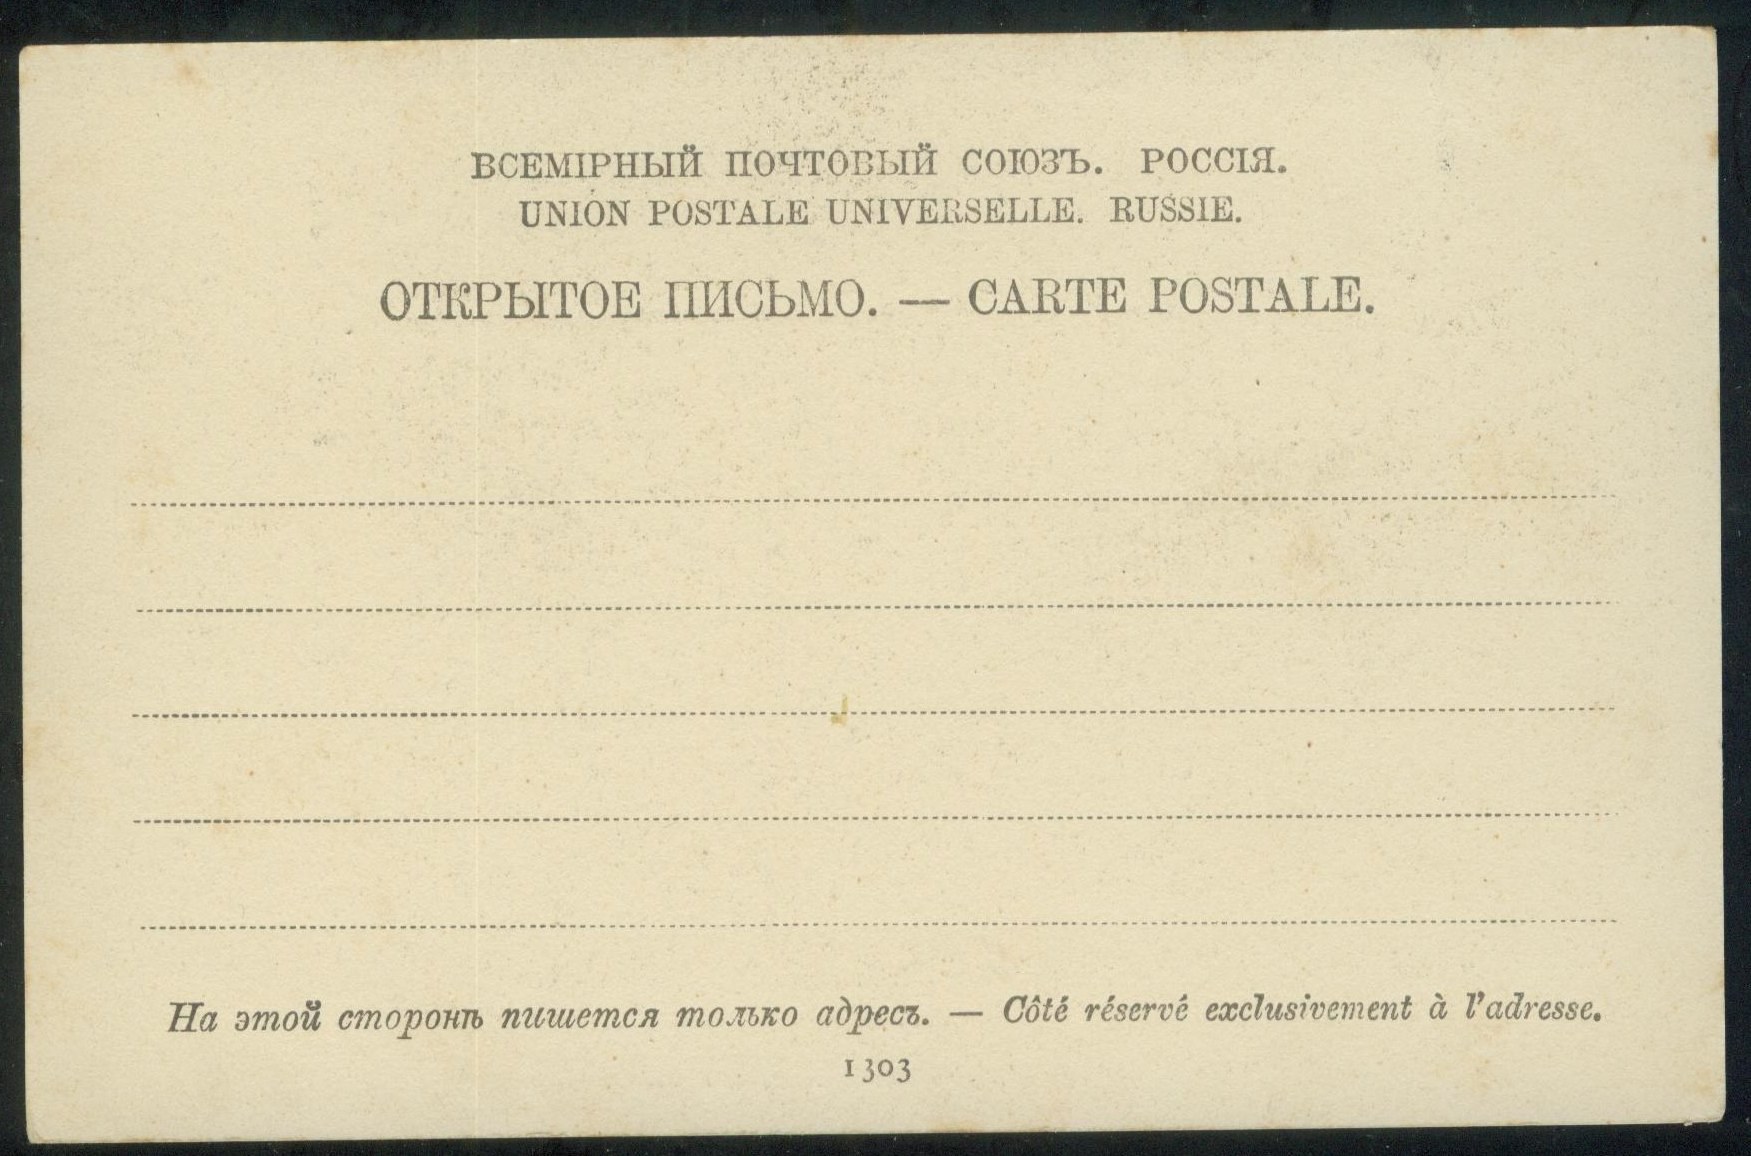 ВСЕМІРНЫЙ ПОЧТОВЫЙ СОЮЗЪ. РОССІЯ.
UNION POSTALE UNIVERSELLE. RUSSIE.
ОТКРЫТОЕ ПИСЬМО. — CARTE POSTALE.
На этой сторонѣ пишется только адресъ. — Côté réservé exclusivement à l'adresse.
1303